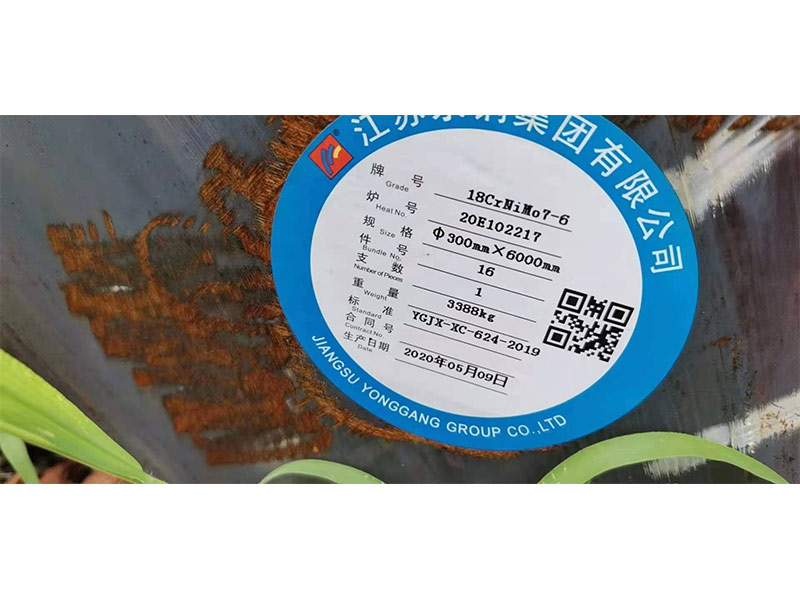 江苏永钢集团有限公司
®
牌号 Grade 18CrNiMo7-6
炉号 Heat No. 20E102217
规格 Size Φ300mm×6000mm
件号 Bundle No. 16
支数 Number of Pieces 1
重量 Weight 3388kg
标准 Standard YGJX-XC-624-2019
合同号 Contract No.
生产日期 Date 2020年05月09日
JIANGSU YONGGANG GROUP CO.,LTD